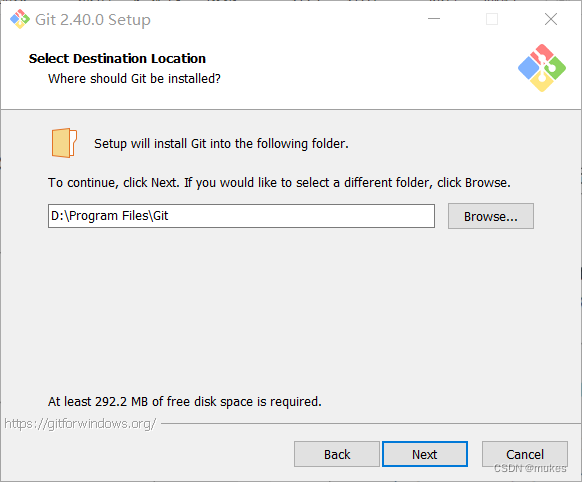 Git 2.40.0 Setup
Select Destination Location
Where should Git be installed?
Setup will install Git into the following folder.
To continue, click Next. If you would like to select a different folder, click Browse.
D:\Program Files\Git
Browse...
At least 292.2 MB of free disk space is required.
https://gitforwindows.org/
Back
Next
Cancel
CSDN @mukes